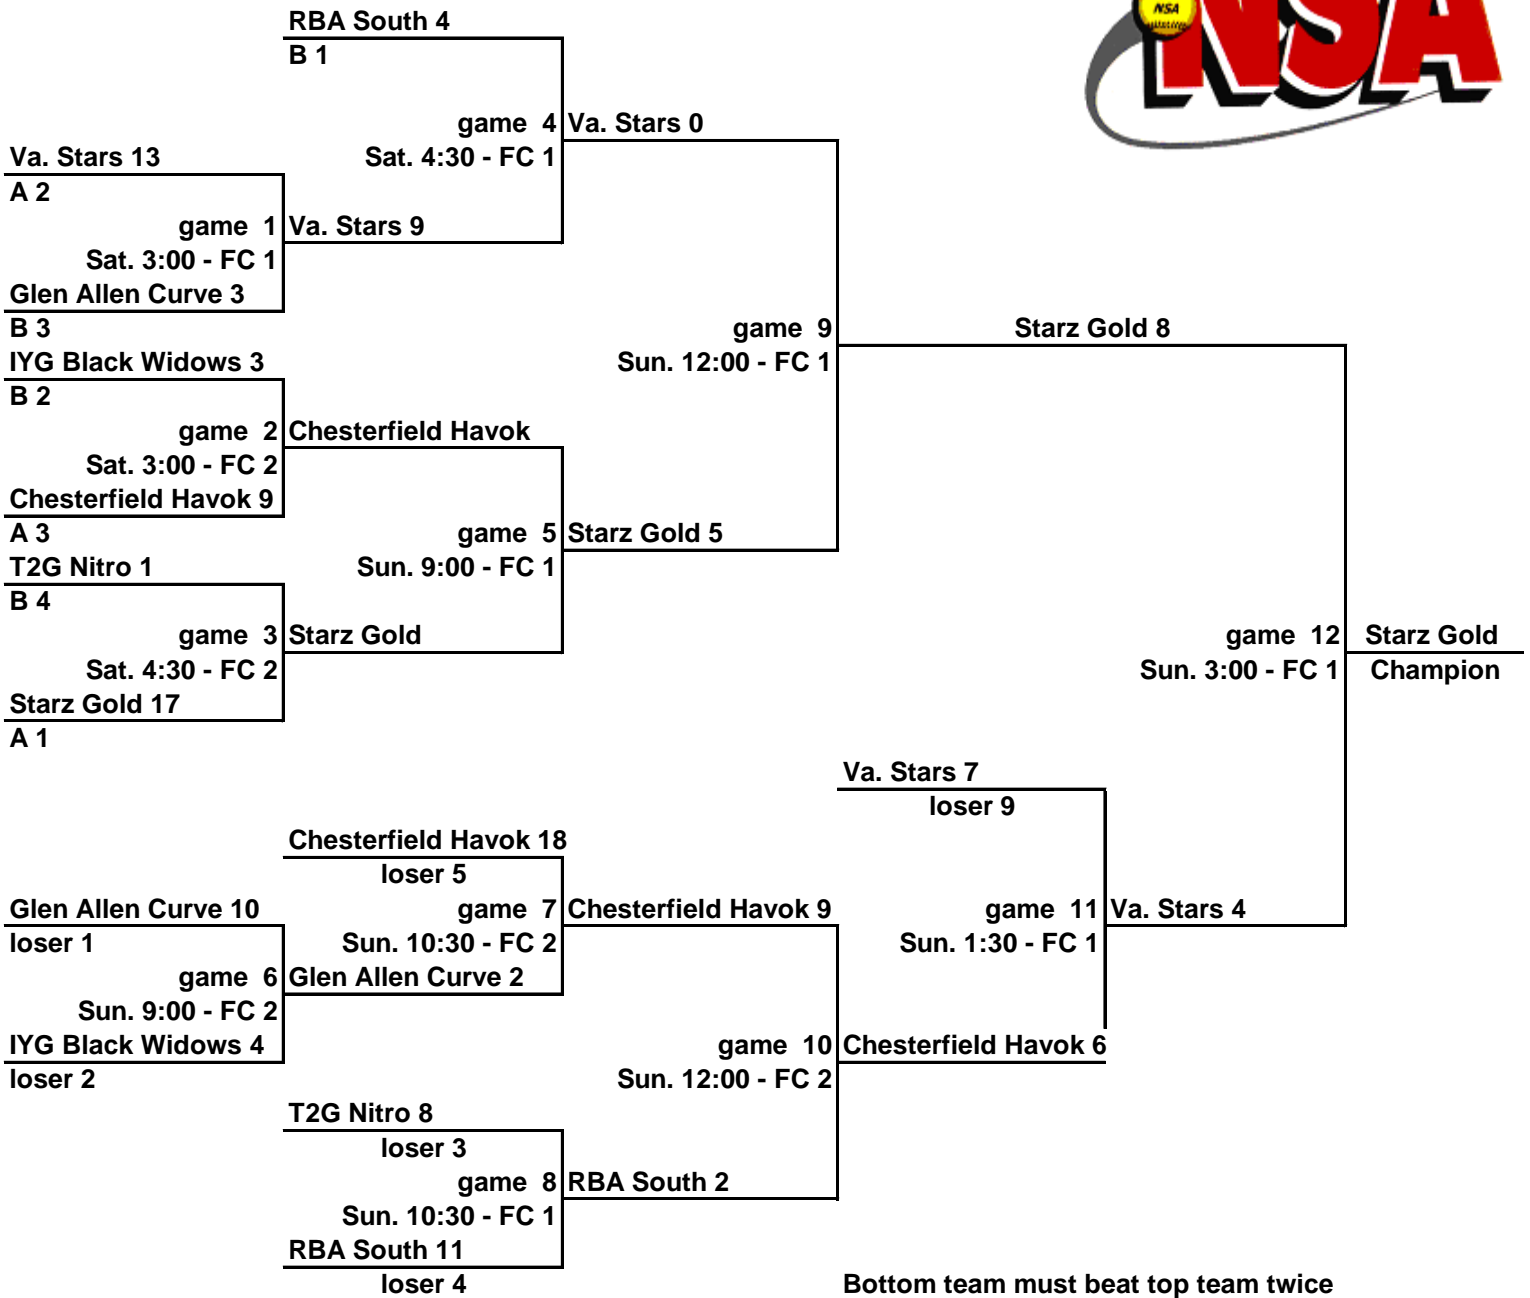 NSA
NSA
RBA South 4
B 1
game 4 Va. Stars 0
Sat. 4:30 - FC 1
Va. Stars 13
A 2
game 1 Va. Stars 9
Sat. 3:00 - FC 1
Glen Allen Curve 3
B 3
game 9
Starz Gold 8
Sun. 12:00 - FC 1
IYG Black Widows 3
B 2
game 2 Chesterfield Havok
Sat. 3:00 - FC 2
Chesterfield Havok 9
A 3
game 5 Starz Gold 5
Sun. 9:00 - FC 1
T2G Nitro 1
B 4
game 3 Starz Gold
Sat. 4:30 - FC 2
Starz Gold 17
A 1
game 12 Starz Gold
Sun. 3:00 - FC 1 Champion
Va. Stars 7
loser 9
Chesterfield Havok 18
loser 5
Glen Allen Curve 10
loser 1
game 7 Chesterfield Havok 9
Sun. 10:30 - FC 2
game 11 Va. Stars 4
Sun. 1:30 - FC 1
game 6 Glen Allen Curve 2
Sun. 9:00 - FC 2
IYG Black Widows 4
loser 2
game 10 Chesterfield Havok 6
Sun. 12:00 - FC 2
T2G Nitro 8
loser 3
game 8 RBA South 2
Sun. 10:30 - FC 1
RBA South 11
loser 4
Bottom team must beat top team twice